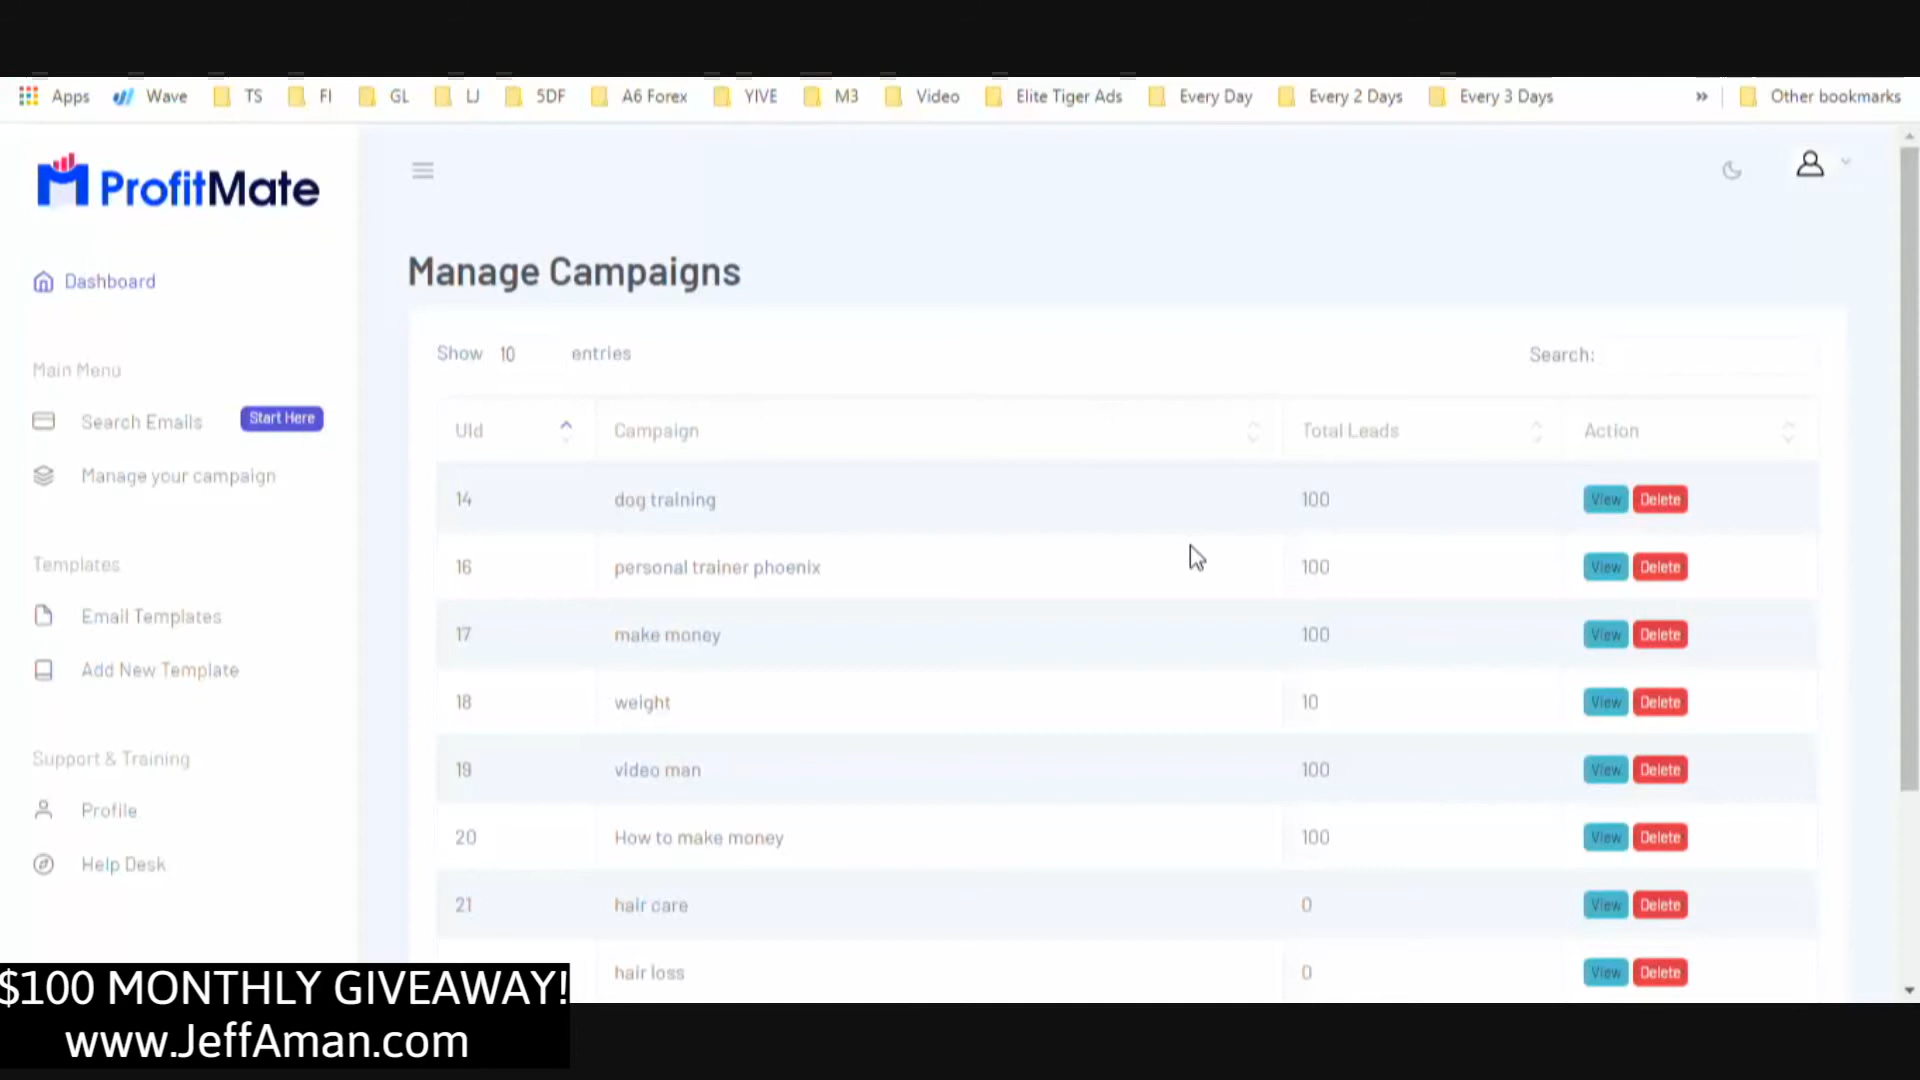 Apps Wave TS FI GL LJ 5DF A6 Forex YIVE M3 Video Elite Tiger Ads Every Day Every 2 Days Every 3 Days » Other bookmarks
ProfitMate
Dashboard
Main Menu
Search Emails Start Here
Manage your campaign
Templates
Email Templates
Add New Template
Support & Training
Profile
Help Desk
Manage Campaigns
Show 10 entries Search:
UId Campaign Total Leads Action
14 dog training 100 View Delete
16 personal trainer phoenix 100 View Delete
17 make money 100 View Delete
18 weight 10 View Delete
19 video man 100 View Delete
20 How to make money 100 View Delete
21 hair care 0 View Delete
hair loss 0 View Delete
$100 MONTHLY GIVEAWAY!
www.JeffAman.com